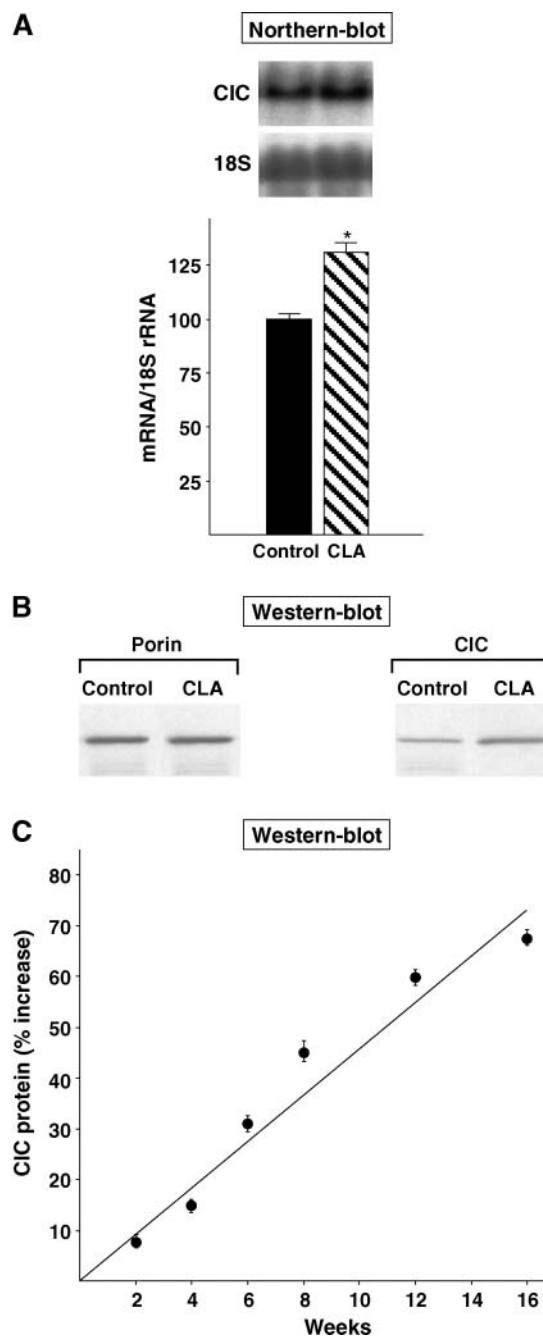 A
Northern-blot
CIC
18S
mRNA/18S rRNA
125
100
75
50
25
*
Control CLA
B
Western-blot
Porin
CIC
Control CLA
Control CLA
C
Western-blot
CIC protein (% increase)
80
70
60
50
40
30
20
10
2 4 6 8 10 12 14 16
Weeks